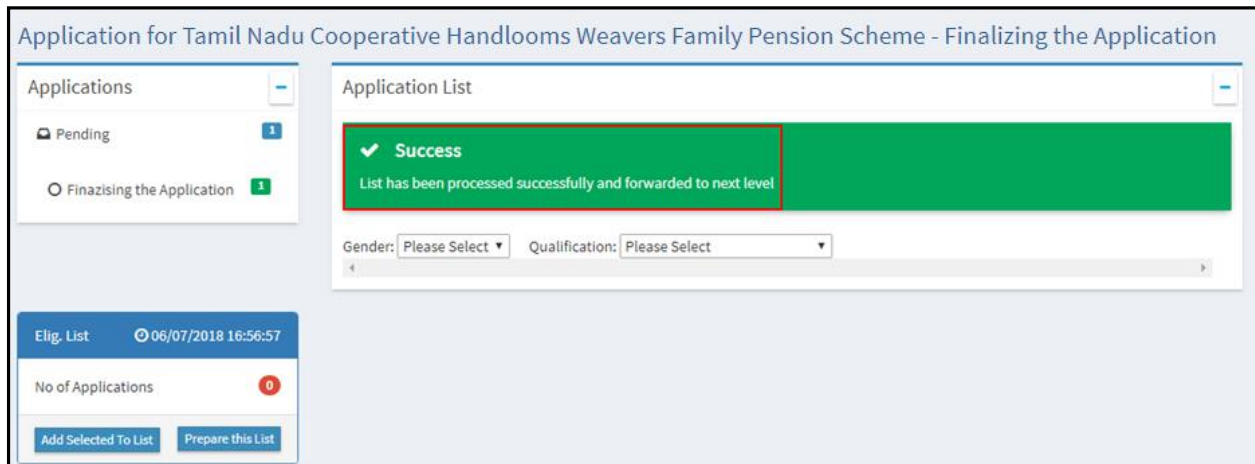 Application for Tamil Nadu Cooperative Handlooms Weavers Family Pension Scheme - Finalizing the Application
Applications
Pending 1
Finazising the Application 1
Application List
Success
List has been processed successfully and forwarded to next level
Gender: Please Select Qualification: Please Select
Elig. List 06/07/2018 16:56:57
No of Applications 0
Add Selected To List Prepare this List